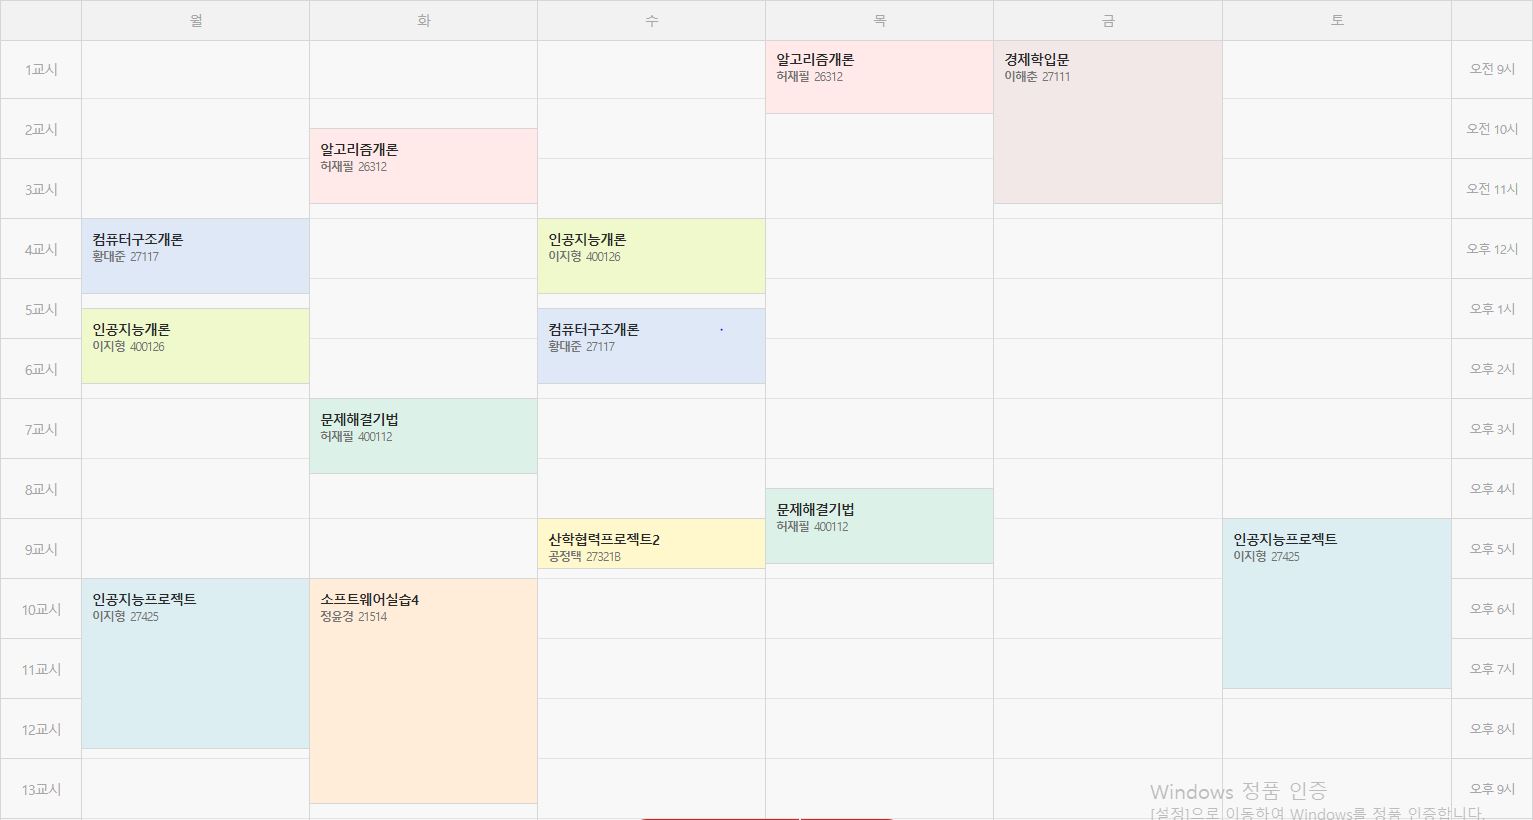 월 화 수 목 금 토
1교시 오전 9시
알고리즘개론
허재필 26312
경제학입문
이해춘 27111
2교시 오전 10시
알고리즘개론
허재필 26312
3교시 오전 11시
4교시 오후 12시
컴퓨터구조개론
황대준 27117
인공지능개론
이지형 400126
5교시 오후 1시
인공지능개론
이지형 400126
컴퓨터구조개론
황대준 27117
6교시 오후 2시
7교시 오후 3시
문제해결기법
허재필 400112
8교시 오후 4시
문제해결기법
허재필 400112
9교시 오후 5시
산학협력프로젝트2
공정택 27321B
인공지능프로젝트
이지형 27425
10교시 오후 6시
인공지능프로젝트
이지형 27425
소프트웨어실습4
정윤경 21514
11교시 오후 7시
12교시 오후 8시
13교시 오후 9시
Windows 정품 인증
[설정]으로 이동하여 Windows를 정품 인증합니다.